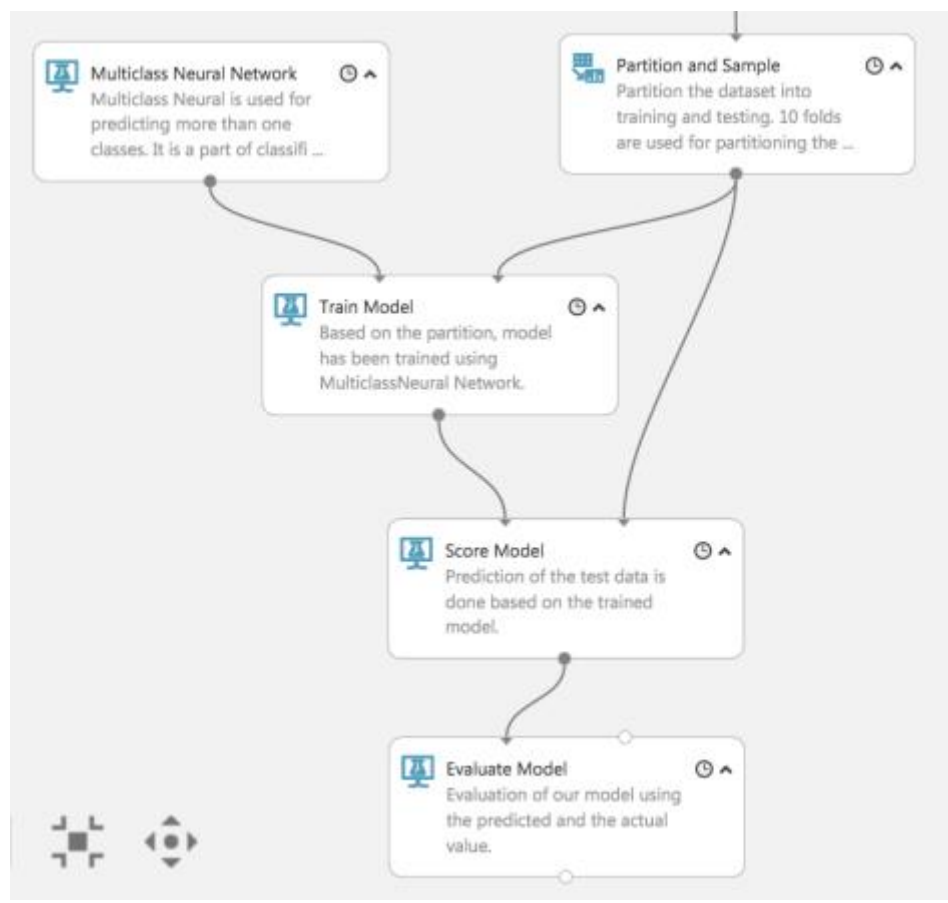 Multiclass Neural Network
Multiclass Neural is used for
predicting more than one
classes. It is a part of classifi ...
Partition and Sample
Partition the dataset into
training and testing. 10 folds
are used for partitioning the ...
Train Model
Based on the partition, model
has been trained using
MulticlassNeural Network.
Score Model
Prediction of the test data is
done based on the trained
model.
Evaluate Model
Evaluation of our model using
the predicted and the actual
value.